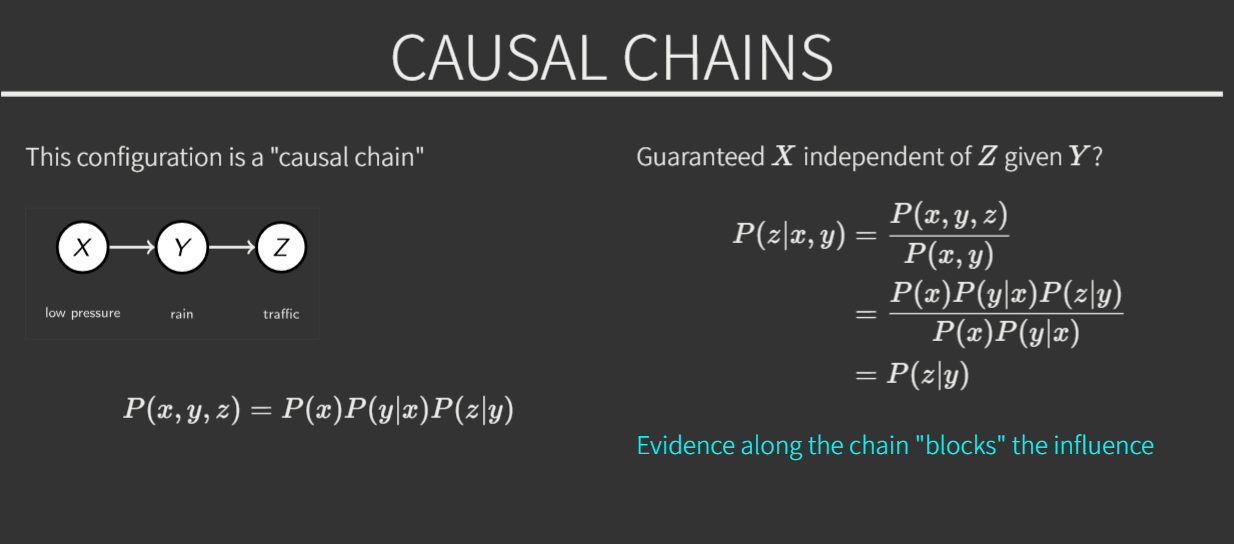 CAUSAL CHAINS
This configuration is a "causal chain"
X Y Z
low pressure rain traffic
P(x, y, z) = P(x)P(y|x)P(z|y)
Guaranteed X independent of Z given Y?
P(z|x, y) = P(x, y, z) / P(x, y)
= P(x)P(y|x)P(z|y) / P(x)P(y|x)
= P(z|y)
Evidence along the chain "blocks" the influence